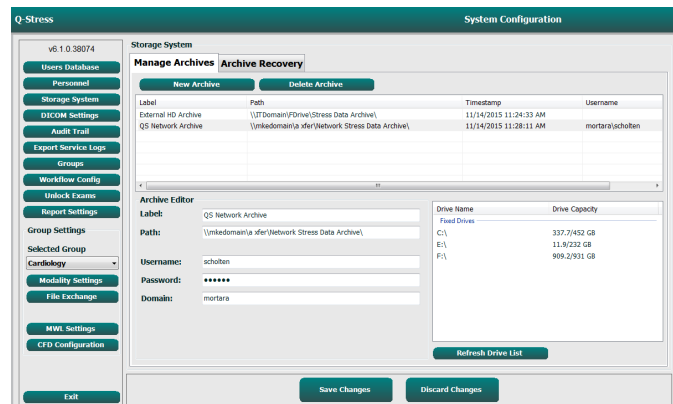 Q-Stress
System Configuration
v6.1.0.38074
Users Database
Personnel
Storage System
DICOM Settings
Audit Trail
Export Service Logs
Groups
Workflow Config
Unlock Exams
Report Settings
Group Settings
Selected Group
Cardiology
Modality Settings
File Exchange
MWL Settings
CFD Configuration
Exit
Storage System
Manage Archives Archive Recovery
New Archive Delete Archive
Label Path Timestamp Username
External HD Archive \\JTDomain\FDrive\Stress Data Archive\ 11/14/2015 11:24:33 AM
QS Network Archive \\mkedomain\a xfer\Network Stress Data Archive\ 11/14/2015 11:28:11 AM mortara\scholten
Archive Editor
Label: QS Network Archive
Path: \\mkedomain\a xfer\Network Stress Data Archive\
Username: scholten
Password: ●●●●●●
Domain: mortara
Drive Name Drive Capacity
Fixed Drives
C:\ 337.7/452 GB
E:\ 11.9/232 GB
F:\ 909.2/931 GB
Refresh Drive List
Save Changes Discard Changes